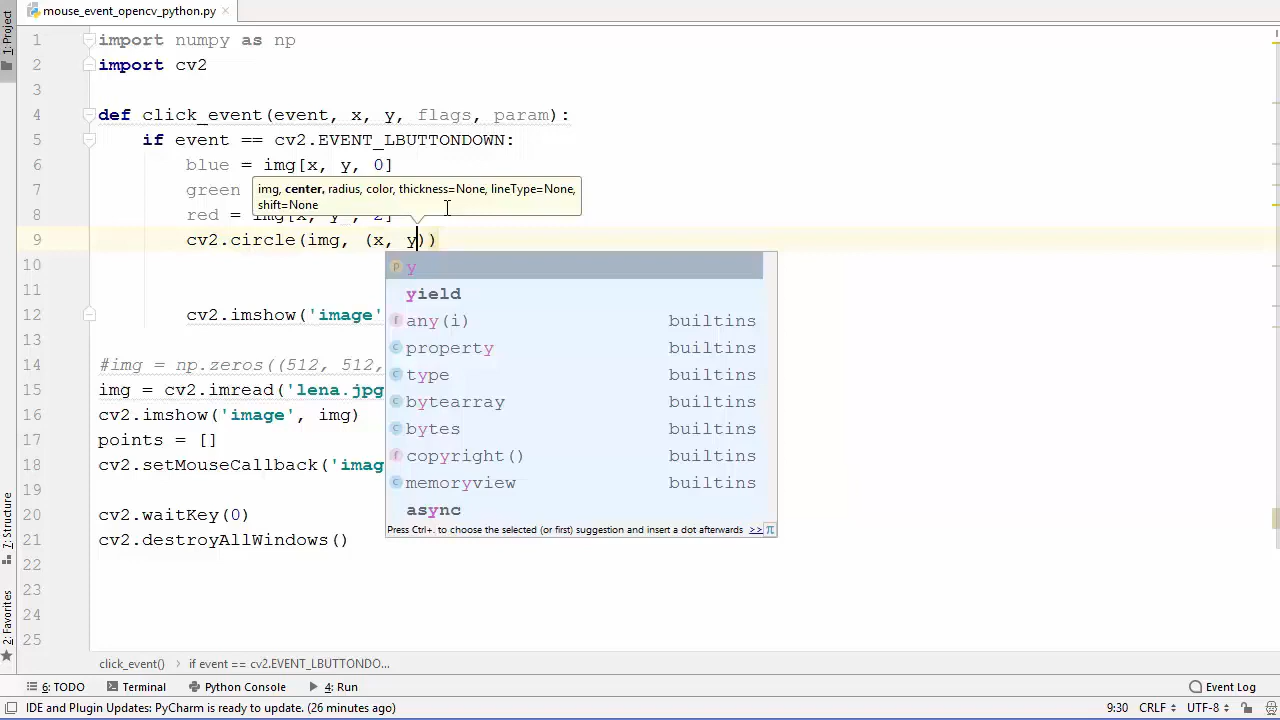 mouse_event_opencv_python.py
1: Project
1 import numpy as np
2 import cv2
3
4 def click_event(event, x, y, flags, param):
5 if event == cv2.EVENT_LBUTTONDOWN:
6 blue = img[x, y, 0]
7 green
img, center, radius, color, thickness=None, lineType=None,
shift=None
8 red = img[x, y , 2]
9 cv2.circle(img, (x, y))
10
11
12 cv2.imshow('image'
13
14 #img = np.zeros((512, 512,
15 img = cv2.imread('lena.jpg
16 cv2.imshow('image', img)
17 points = []
18 cv2.setMouseCallback('imag
19
20 cv2.waitKey(0)
21 cv2.destroyAllWindows()
22
23
24
25
p y
yield
f any(i) builtins
c property builtins
c type builtins
c bytearray builtins
c bytes builtins
f copyright() builtins
c memoryview builtins
async
Press Ctrl+. to choose the selected (or first) suggestion and insert a dot afterwards >> π
7: Structure
2: Favorites
click_event() if event == cv2.EVENT_LBUTTONDO...
6: TODO Terminal Python Console 4: Run Event Log
IDE and Plugin Updates: PyCharm is ready to update. (26 minutes ago) 9:30 CRLF UTF-8